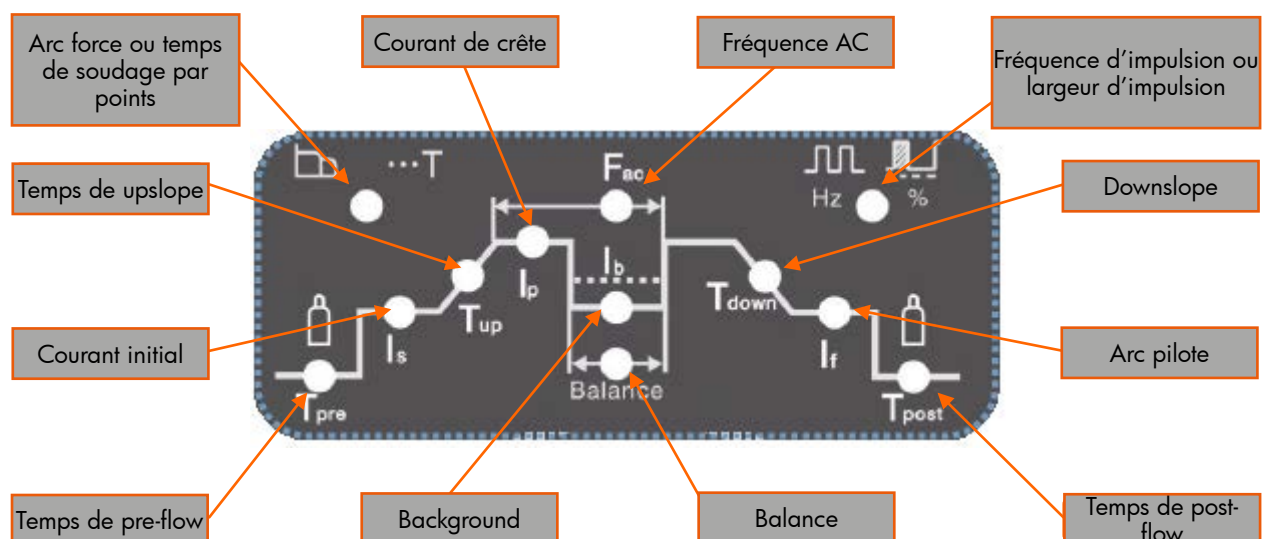 Arc force ou temps
de soudage par
points
Courant de crête
Fréquence AC
Fréquence d'impulsion ou
largeur d'impulsion
Temps de upslope
Downslope
Courant initial
Arc pilote
...T
Fac
Hz
%
Ip
Ib
Tup
Tdown
Is
If
Balance
Tpre
Tpost
Temps de pre-flow
Background
Balance
Temps de post-
flow